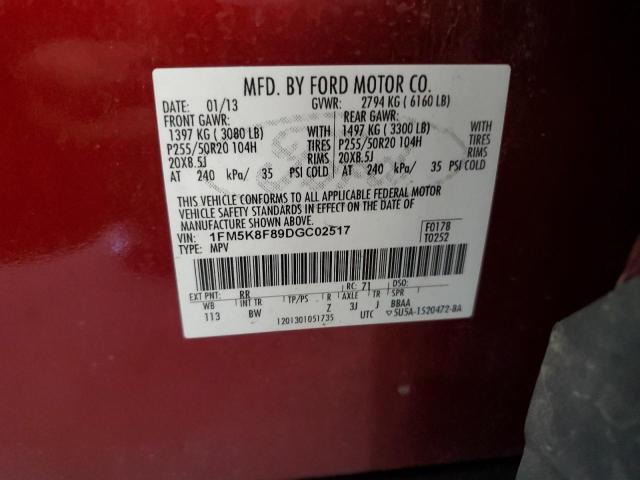 MFD. BY FORD MOTOR CO.
DATE: 01/13 GVWR: 2794 KG ( 6160 LB)
FRONT GAWR: REAR GAWR:
1397 KG ( 3080 LB) WITH 1497 KG ( 3300 LB) WITH
P255/50R20 104H TIRES P255/50R20 104H TIRES
20X8.5J RIMS 20X8.5J RIMS
AT 240 kPa/ 35 PSI COLD AT 240 kPa/ 35 PSI COLD
THIS VEHICLE CONFORMS TO ALL APPLICABLE FEDERAL MOTOR
VEHICLE SAFETY STANDARDS IN EFFECT ON THE DATE OF
MANUFACTURE SHOWN ABOVE.
VIN: 1FM5K8F89DGC02517 F0178
TYPE: MPV T0252
EXT PNT: RR RC: 71 DSO:
WB INT TR TP/PS R AXLE TR SPR
113 BW Z 3J J BBAA
1201301051735 UTC ▽5U5A-1520472-BA
Ford